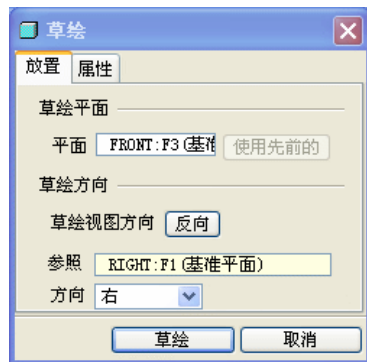 草绘
放置 属性
草绘平面
平面 FRONT:F3(基准 使用先前的
草绘方向
草绘视图方向 反向
参照 RIGHT:F1(基准平面)
方向 右
草绘 取消